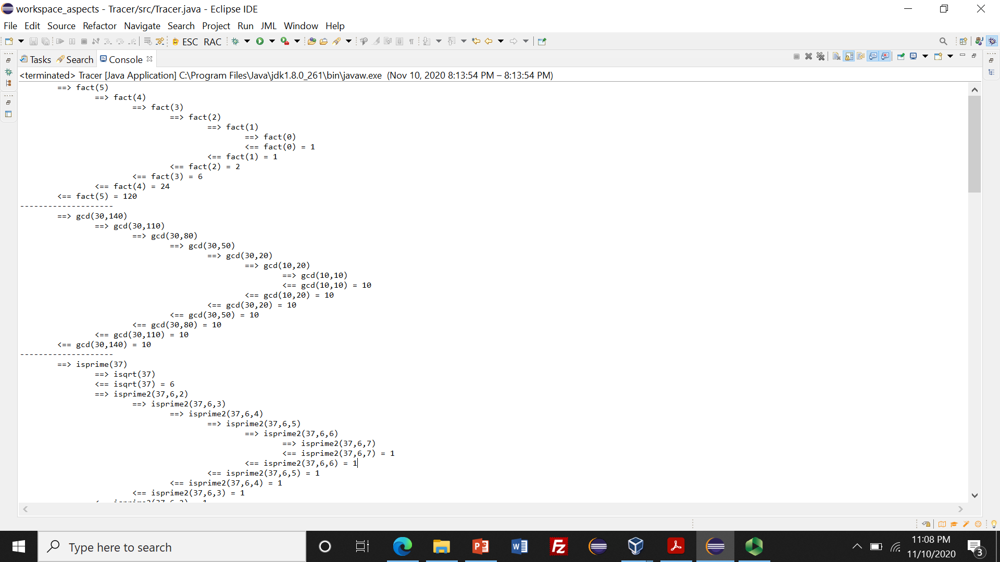 workspace_aspects - Tracer/src/Tracer.java - Eclipse IDE
File Edit Source Refactor Navigate Search Project Run JML Window Help
ESC RAC
Tasks Search Console
<terminated> Tracer [Java Application] C:\Program Files\Java\jdk1.8.0_261\bin\javaw.exe (Nov 10, 2020 8:13:54 PM – 8:13:54 PM)
==> fact(5)
==> fact(4)
==> fact(3)
==> fact(2)
==> fact(1)
==> fact(0)
<== fact(0) = 1
<== fact(1) = 1
<== fact(2) = 2
<== fact(3) = 6
<== fact(4) = 24
<== fact(5) = 120
--------------------
==> gcd(30,140)
==> gcd(30,110)
==> gcd(30,80)
==> gcd(30,50)
==> gcd(30,20)
==> gcd(10,20)
==> gcd(10,10)
<== gcd(10,10) = 10
<== gcd(10,20) = 10
<== gcd(30,20) = 10
<== gcd(30,50) = 10
<== gcd(30,80) = 10
<== gcd(30,110) = 10
<== gcd(30,140) = 10
--------------------
==> isprime(37)
==> isqrt(37)
<== isqrt(37) = 6
==> isprime2(37,6,2)
==> isprime2(37,6,3)
==> isprime2(37,6,4)
==> isprime2(37,6,5)
==> isprime2(37,6,6)
==> isprime2(37,6,7)
<== isprime2(37,6,7) = 1
<== isprime2(37,6,6) = 1
<== isprime2(37,6,5) = 1
<== isprime2(37,6,4) = 1
<== isprime2(37,6,3) = 1
Type here to search
11:08 PM
11/10/2020
3